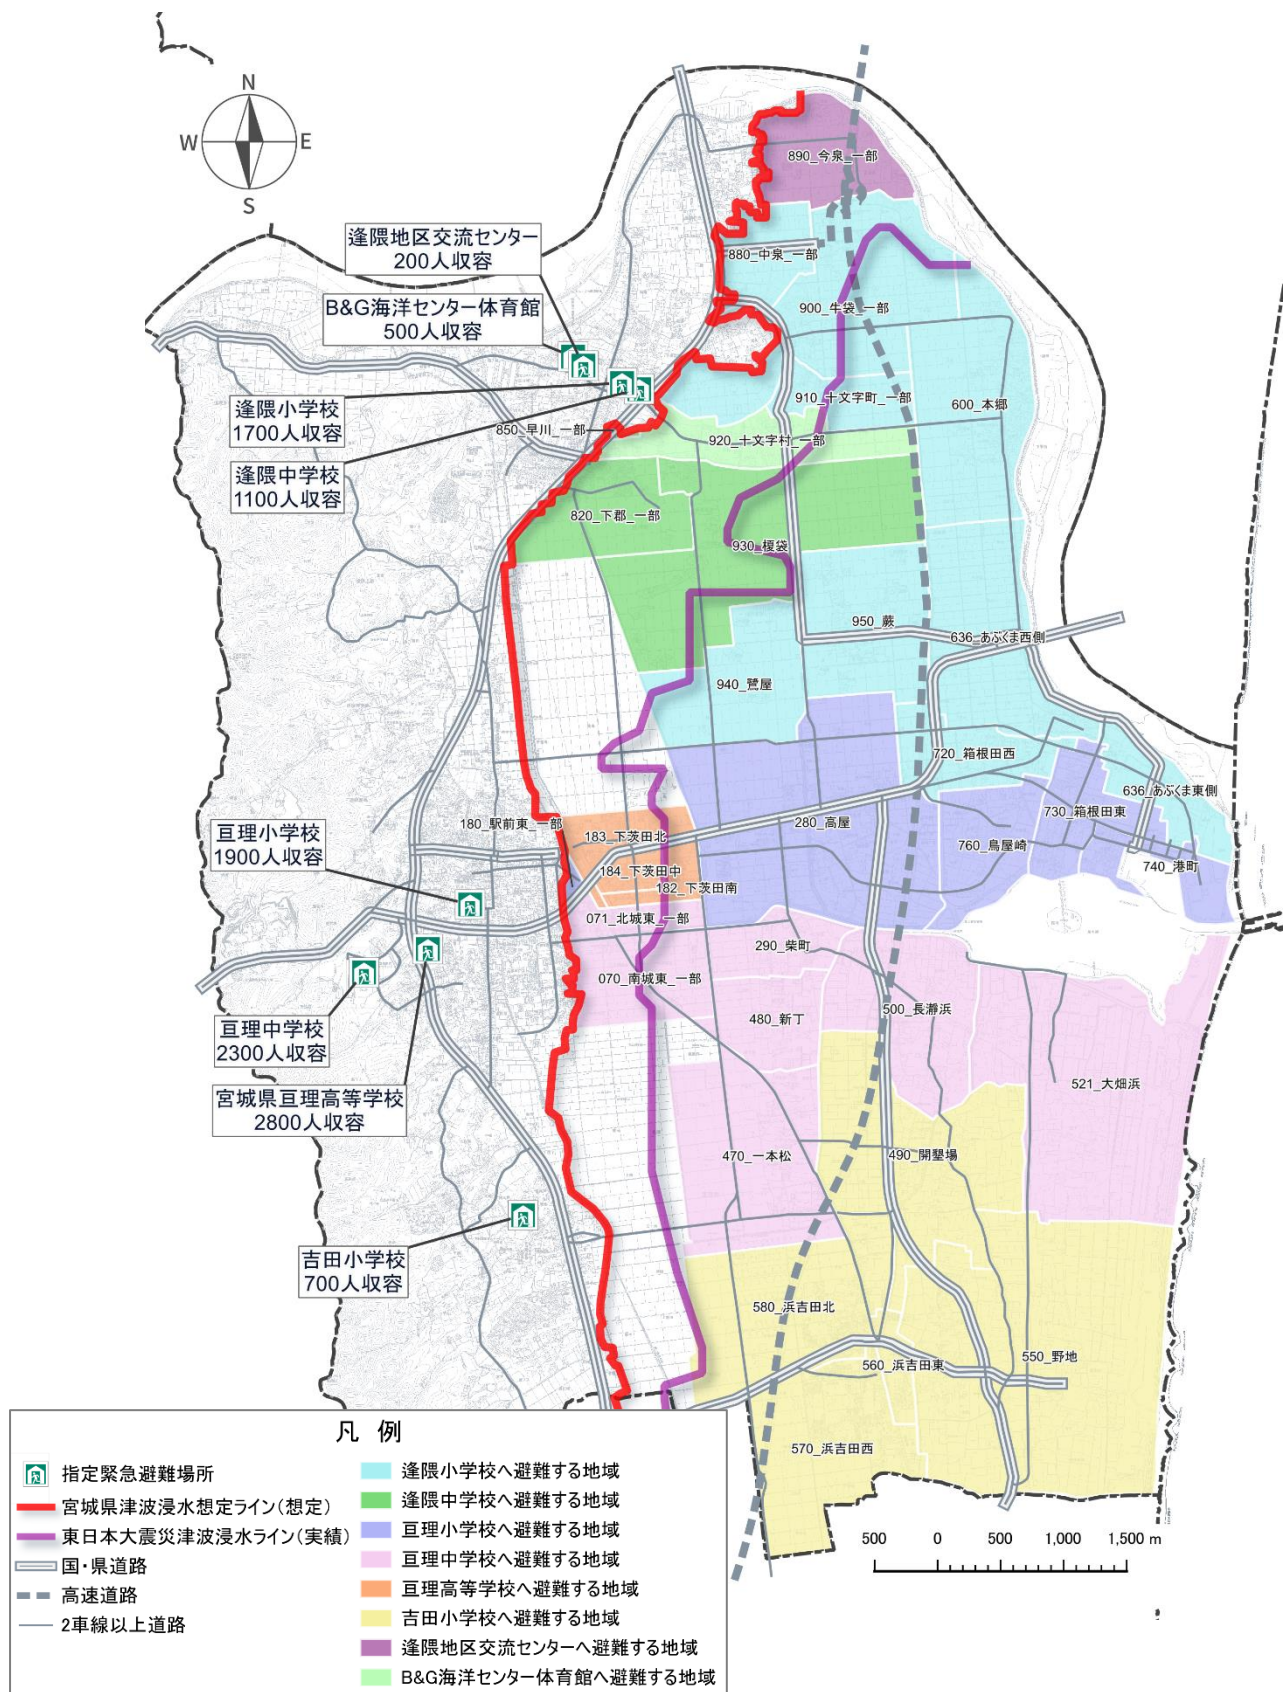 N
W
E
S
890_今泉_一部
逢隈地区交流センター
200人収容
880_中泉_一部
B&G海洋センター体育館
500人収容
900_牛袋_一部
逢隈小学校
1700人収容
910_十文字町_一部
600_本郷
850_早川_一部
920_十文字村_一部
逢隈中学校
1100人収容
820_下郡_一部
930_榎袋
950_蕨
636_あぶくま西側
940_鷺屋
720_箱根田西
636_あぶくま東側
730_箱根田東
180_駅前東_一部
280_高屋
183_下茨田北
760_鳥屋崎
亘理小学校
1900人収容
740_港町
184_下茨田中
182_下茨田南
071_北城東_一部
290_柴町
070_南城東_一部
500_長瀞浜
480_新丁
亘理中学校
2300人収容
521_大畑浜
宮城県亘理高等学校
2800人収容
470_一本松
490_開墾場
吉田小学校
700人収容
580_浜吉田北
550_野地
560_浜吉田東
570_浜吉田西
凡 例
指定緊急避難場所
宮城県津波浸水想定ライン(想定)
東日本大震災津波浸水ライン(実績)
国・県道路
高速道路
2車線以上道路
逢隈小学校へ避難する地域
逢隈中学校へ避難する地域
亘理小学校へ避難する地域
亘理中学校へ避難する地域
亘理高等学校へ避難する地域
吉田小学校へ避難する地域
逢隈地区交流センターへ避難する地域
B&G海洋センター体育館へ避難する地域
500 0 500 1,000 1,500 m